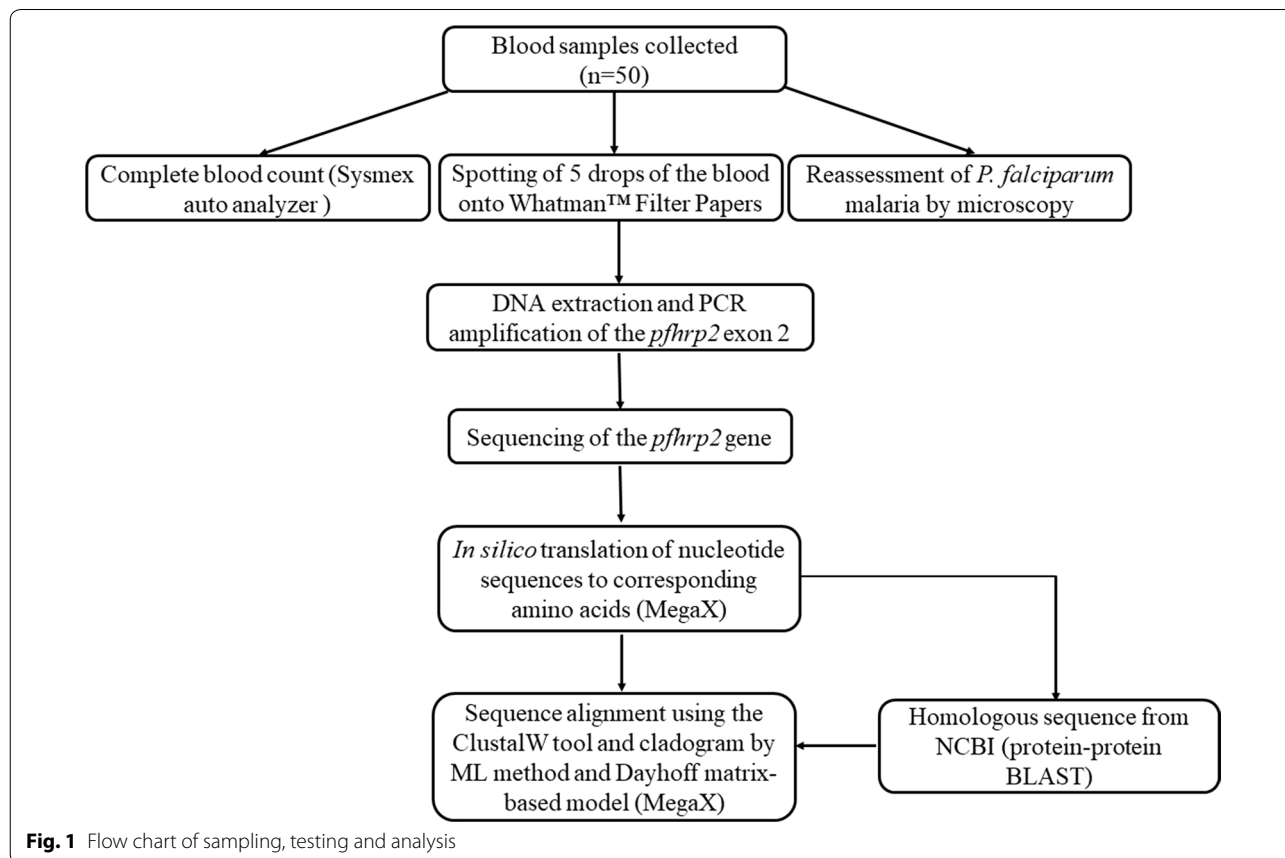 Blood samples collected
(n=50)
Complete blood count (Sysmex
auto analyzer )
Spotting of 5 drops of the blood
onto Whatman™ Filter Papers
Reassessment of P. falciparum
malaria by microscopy
DNA extraction and PCR
amplification of the pfhrp2 exon 2
Sequencing of the pfhrp2 gene
In silico translation of nucleotide
sequences to corresponding
amino acids (MegaX)
Sequence alignment using the
ClustalW tool and cladogram by
ML method and Dayhoff matrix-
based model (MegaX)
Homologous sequence from
NCBI (protein-protein
BLAST)
Fig. 1 Flow chart of sampling, testing and analysis